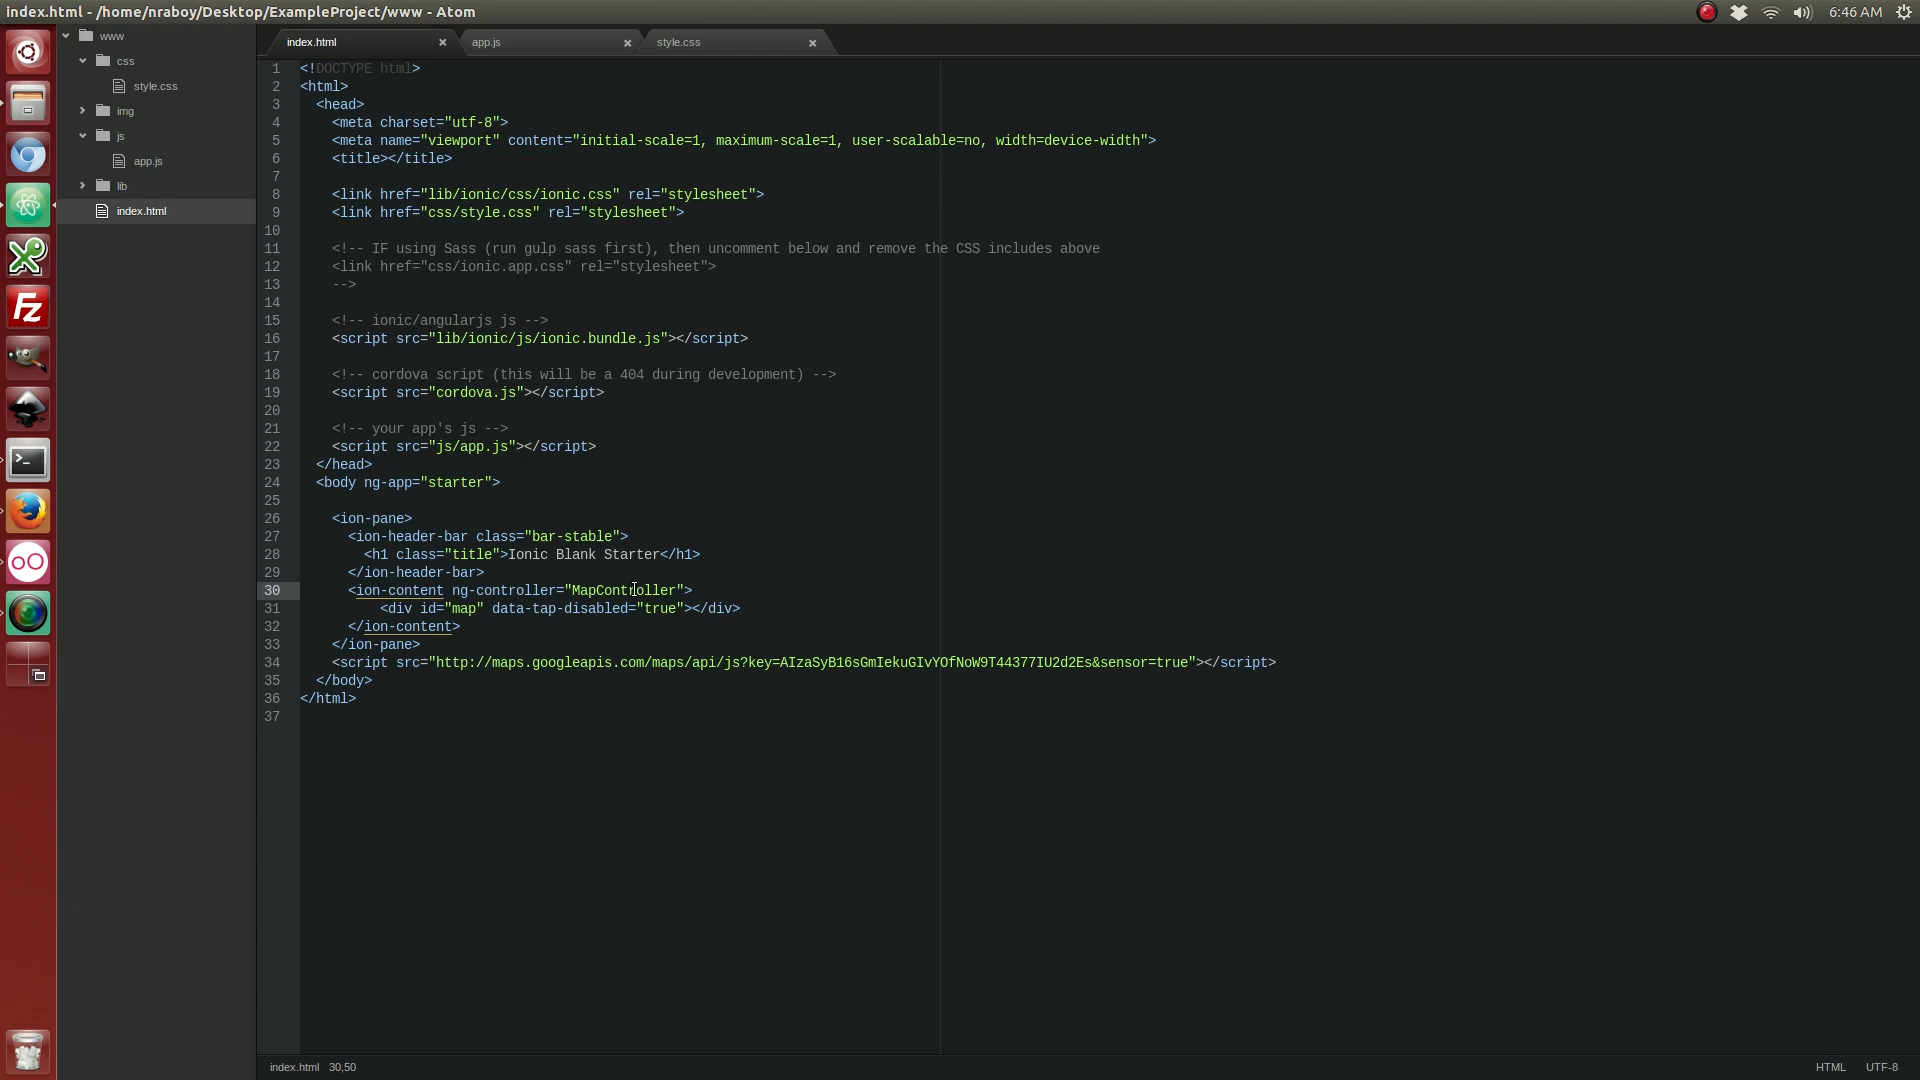 index.html - /home/nraboy/Desktop/ExampleProject/www - Atom
6:46 AM
www
css
style.css
img
js
app.js
lib
index.html
index.html
app.js
style.css
1 <!DOCTYPE html>
2 <html>
3 <head>
4 <meta charset="utf-8">
5 <meta name="viewport" content="initial-scale=1, maximum-scale=1, user-scalable=no, width=device-width">
6 <title></title>
7
8 <link href="lib/ionic/css/ionic.css" rel="stylesheet">
9 <link href="css/style.css" rel="stylesheet">
10
11 <!-- IF using Sass (run gulp sass first), then uncomment below and remove the CSS includes above
12 <link href="css/ionic.app.css" rel="stylesheet">
13 -->
14
15 <!-- ionic/angularjs js -->
16 <script src="lib/ionic/js/ionic.bundle.js"></script>
17
18 <!-- cordova script (this will be a 404 during development) -->
19 <script src="cordova.js"></script>
20
21 <!-- your app's js -->
22 <script src="js/app.js"></script>
23 </head>
24 <body ng-app="starter">
25
26 <ion-pane>
27 <ion-header-bar class="bar-stable">
28 <h1 class="title">Ionic Blank Starter</h1>
29 </ion-header-bar>
30 <ion-content ng-controller="MapController">
31 <div id="map" data-tap-disabled="true"></div>
32 </ion-content>
33 </ion-pane>
34 <script src="http://maps.googleapis.com/maps/api/js?key=AIzaSyB16sGmIekuGIvYOfNoW9T44377IU2d2Es&sensor=true"></script>
35 </body>
36 </html>
37
index.html 30,50
HTML UTF-8